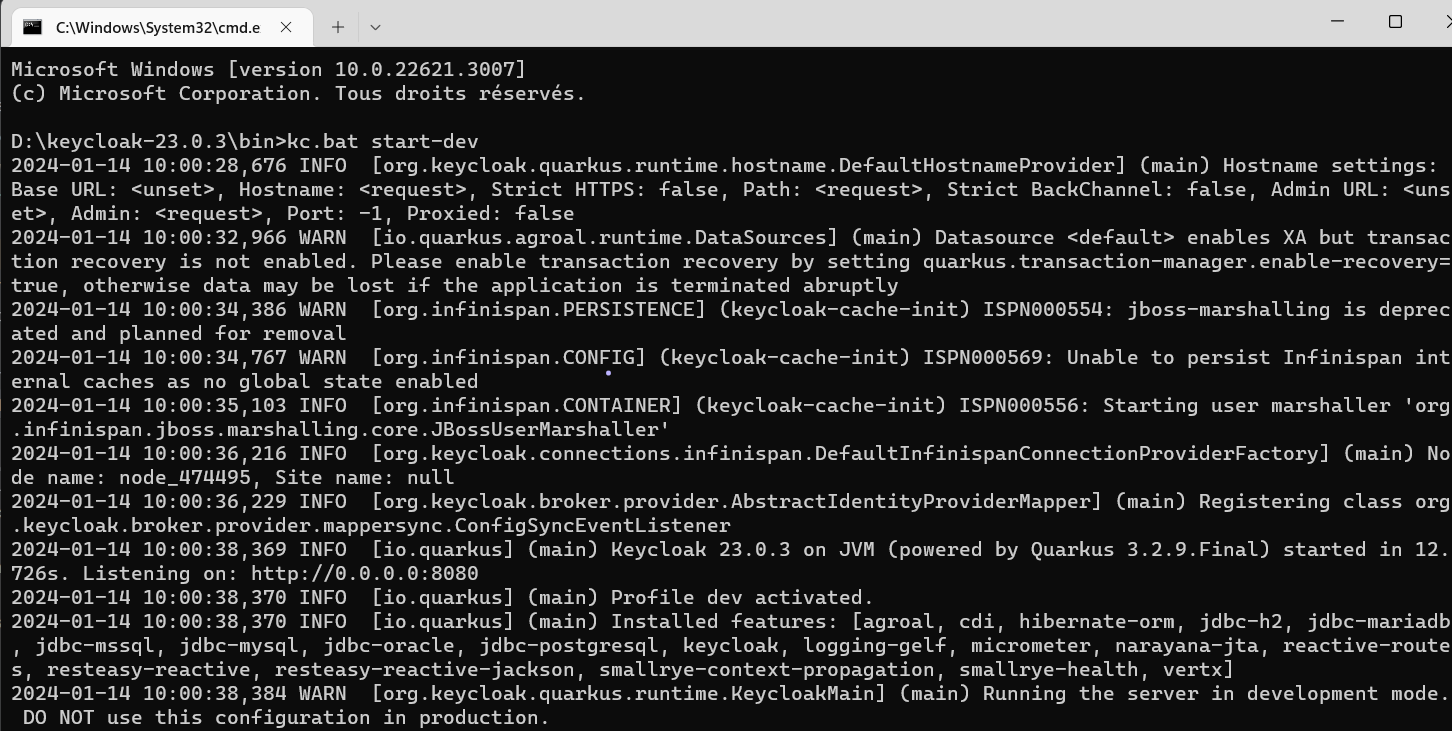 C:\Windows\System32\cmd.e
Microsoft Windows [version 10.0.22621.3007]
(c) Microsoft Corporation. Tous droits réservés.
D:\keycloak-23.0.3\bin>kc.bat start-dev
2024-01-14 10:00:28,676 INFO  [org.keycloak.quarkus.runtime.hostname.DefaultHostnameProvider] (main) Hostname settings:
Base URL: <unset>, Hostname: <request>, Strict HTTPS: false, Path: <request>, Strict BackChannel: false, Admin URL: <uns
et>, Admin: <request>, Port: -1, Proxied: false
2024-01-14 10:00:32,966 WARN  [io.quarkus.agroal.runtime.DataSources] (main) Datasource <default> enables XA but transac
tion recovery is not enabled. Please enable transaction recovery by setting quarkus.transaction-manager.enable-recovery=
true, otherwise data may be lost if the application is terminated abruptly
2024-01-14 10:00:34,386 WARN  [org.infinispan.PERSISTENCE] (keycloak-cache-init) ISPN000554: jboss-marshalling is deprec
ated and planned for removal
2024-01-14 10:00:34,767 WARN  [org.infinispan.CONFIG] (keycloak-cache-init) ISPN000569: Unable to persist Infinispan int
ernal caches as no global state enabled
2024-01-14 10:00:35,103 INFO  [org.infinispan.CONTAINER] (keycloak-cache-init) ISPN000556: Starting user marshaller 'org
.infinispan.jboss.marshalling.core.JBossUserMarshaller'
2024-01-14 10:00:36,216 INFO  [org.keycloak.connections.infinispan.DefaultInfinispanConnectionProviderFactory] (main) No
de name: node_474495, Site name: null
2024-01-14 10:00:36,229 INFO  [org.keycloak.broker.provider.AbstractIdentityProviderMapper] (main) Registering class org
.keycloak.broker.provider.mappersync.ConfigSyncEventListener
2024-01-14 10:00:38,369 INFO  [io.quarkus] (main) Keycloak 23.0.3 on JVM (powered by Quarkus 3.2.9.Final) started in 12.
726s. Listening on: http://0.0.0.0:8080
2024-01-14 10:00:38,370 INFO  [io.quarkus] (main) Profile dev activated.
2024-01-14 10:00:38,370 INFO  [io.quarkus] (main) Installed features: [agroal, cdi, hibernate-orm, jdbc-h2, jdbc-mariadb
, jdbc-mssql, jdbc-mysql, jdbc-oracle, jdbc-postgresql, keycloak, logging-gelf, micrometer, narayana-jta, reactive-route
s, resteasy-reactive, resteasy-reactive-jackson, smallrye-context-propagation, smallrye-health, vertx]
2024-01-14 10:00:38,384 WARN  [org.keycloak.quarkus.runtime.KeycloakMain] (main) Running the server in development mode.
 DO NOT use this configuration in production.